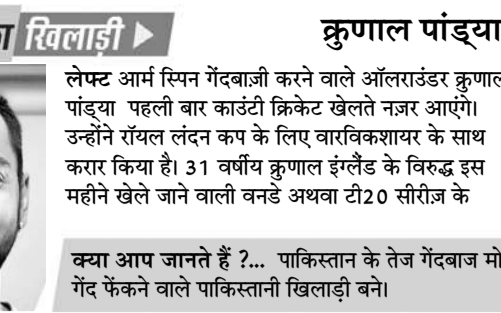 का खिलाड़ी
क्रुणाल पांड्या
लेफ्ट आर्म स्पिन गेंदबाज़ी करने वाले ऑलराउंडर क्रुणाल
पांड्या पहली बार काउंटी क्रिकेट खेलते नज़र आएंगे।
उन्होंने रॉयल लंदन कप के लिए वारविकशायर के साथ
करार किया है। 31 वर्षीय क्रुणाल इंग्लैंड के विरुद्ध इस
महीने खेले जाने वाली वनडे अथवा टी20 सीरीज़ के
क्या आप जानते हैं ?... पाकिस्तान के तेज गेंदबाज मो
गेंद फेंकने वाले पाकिस्तानी खिलाड़ी बने।